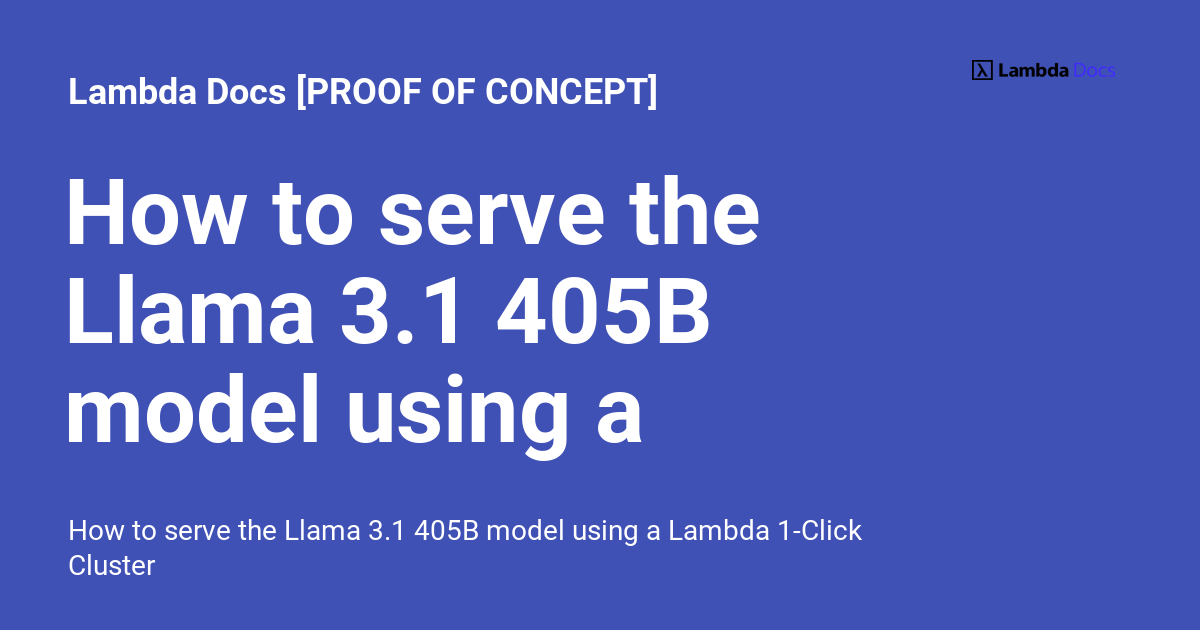 Lambda Docs [PROOF OF CONCEPT]
λ Lambda Docs
How to serve the
Llama 3.1 405B
model using a
How to serve the Llama 3.1 405B model using a Lambda 1-Click
Cluster